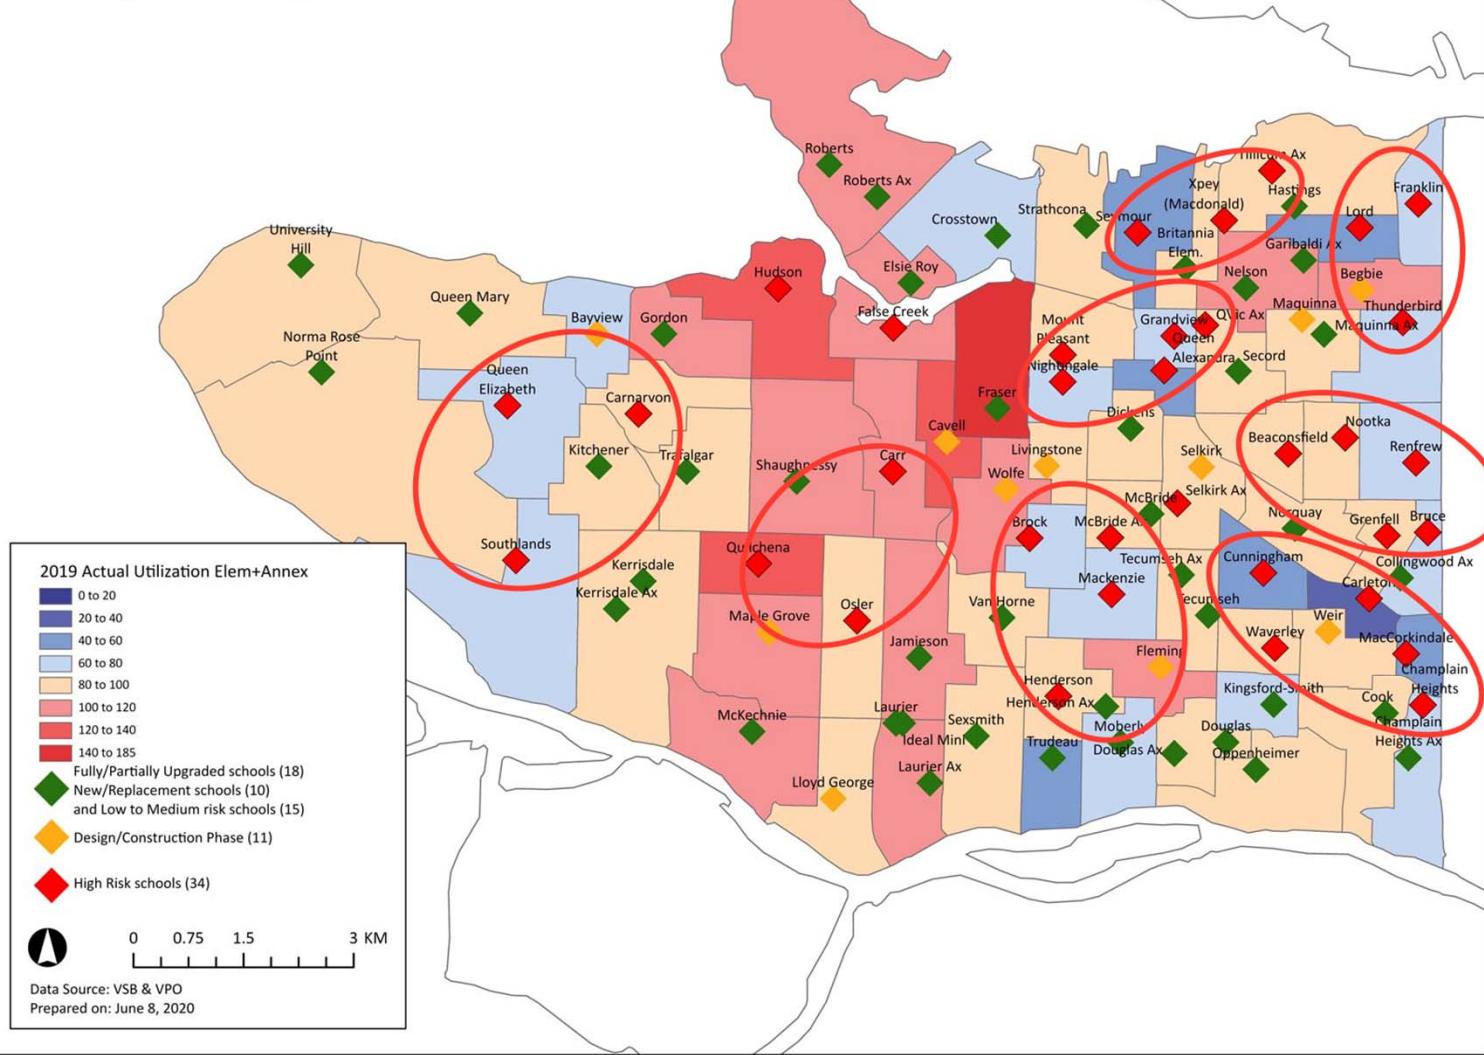 Roberts
Roberts Ax
Crosstown
Strathcona
Seymour
Xpey
(Macdonald)
Tillicum Ax
Hastings
Franklin
Lord
Britannia
Elem.
Garibaldi Ax
University
Hill
Hudson
Elsie Roy
Nelson
Begbie
Queen Mary
Bayview
Gordon
False Creek
Mount
Pleasant
Grandview
QVic Ax
Maquinna
Thunderbird
Maquinna Ax
Norma Rose
Point
Queen
Elizabeth
Carnarvon
Fraser
Nightingale
Queen
Alexandra
Secord
Dickens
Cavell
Nootka
Beaconsfield
Renfrew
Kitchener
Trafalgar
Shaughnessy
Carr
Wolfe
Livingstone
Selkirk
Selkirk Ax
McBride
Norquay
Grenfell
Bruce
Southlands
Quilchena
Brock
McBride Ax
Tecumseh Ax
Cunningham
Collingwood Ax
Kerrisdale
Kerrisdale Ax
Maple Grove
Osler
Van Horne
Mackenzie
Tecumseh
Carleton
Weir
Waverley
MacCorkindale
Jamieson
Fleming
Champlain
Heights
Henderson
Henderson Ax
Kingsford-Smith
Cook
Champlain
Heights Ax
McKechnie
Laurier
Ideal Mini
Sexsmith
Trudeau
Moberly
Douglas Ax
Douglas
Oppenheimer
Laurier Ax
Lloyd George
2019 Actual Utilization Elem+Annex
0 to 20
20 to 40
40 to 60
60 to 80
80 to 100
100 to 120
120 to 140
140 to 185
Fully/Partially Upgraded schools (18)
New/Replacement schools (10)
and Low to Medium risk schools (15)
Design/Construction Phase (11)
High Risk schools (34)
0 0.75 1.5 3 KM
Data Source: VSB & VPO
Prepared on: June 8, 2020